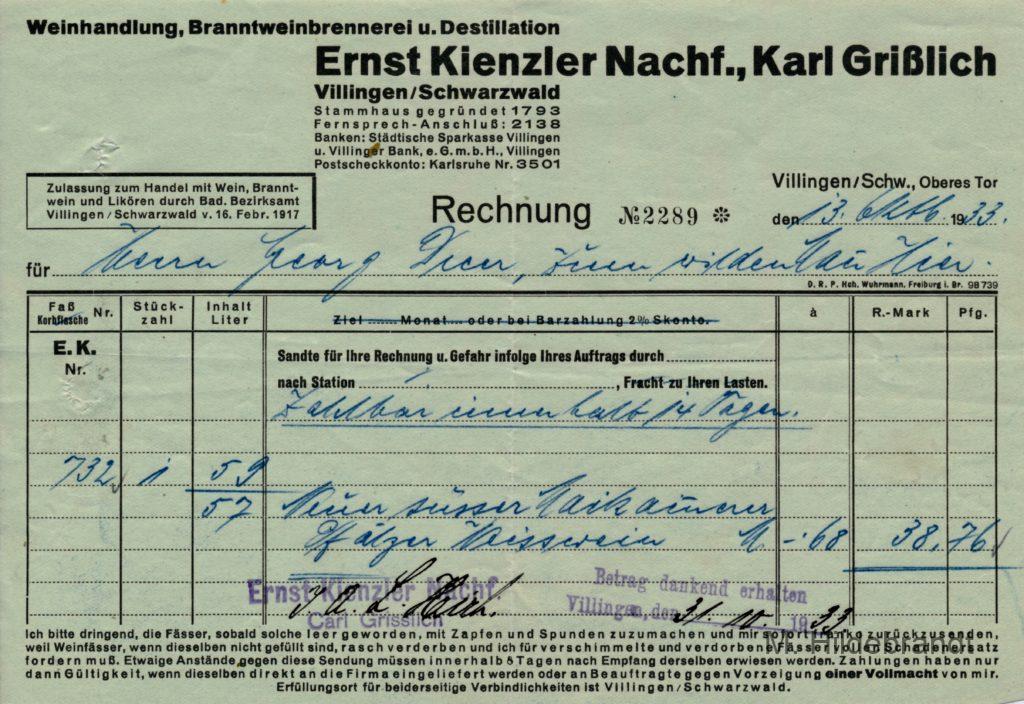 Weinhandlung, Branntweinbrennerei u. Destillation
Ernst Kienzler Nachf., Karl Grißlich
Villingen/Schwarzwald
Stammhaus gegründet 1793
Fernsprech-Anschluß: 2138
Banken: Städtische Sparkasse Villingen
u. Villinger Bank, e.G.m.b.H., Villingen
Postscheckkonto: Karlsruhe Nr. 3501
Zulassung zum Handel mit Wein, Brannt-
wein und Likören durch Bad. Bezirksamt
Villingen/Schwarzwald v. 16. Febr. 1917
Villingen/Schw., Oberes Tor
Rechnung №2289 ✻
den 13. Oktb. 1933.
für Herrn Georg, zum wilden Hier.
D. R. P. Hch. Wuhrmann, Freiburg i. Br. 98739
Faß Korbflasche Nr. Stück-zahl Inhalt Liter Ziel Monat oder bei Barzahlung 2% Skonto. à R.-Mark Pfg.
E.K. Nr.
Sandte für Ihre Rechnung u. Gefahr infolge Ihres Auftrags durch
nach Station , Fracht zu Ihren Lasten.
Zahlbar innerhalb 14 Tagen.
732 1 59
57 Neuer süsser Maikammerer
Pfälzer Weisswein M -.68 38.76
Ernst Kienzler Nachf.
Carl Grisslich
i. A. L.
Betrag dankend erhalten
Villingen, den 31. 10. 1933
M. Hildebrandt
Ich bitte dringend, die Fässer, sobald solche leer geworden, mit Zapfen und Spunden zuzumachen und mir sofort franko zurückzusenden,
weil Weinfässer, wenn dieselben nicht gefüllt sind, rasch verderben und ich für verschimmelte und verdorbene Fässer vollen Schadenersatz
fordern muß. Etwaige Anstände gegen diese Sendung müssen innerhalb 8 Tagen nach Empfang derselben erwiesen werden. Zahlungen haben nur
dann Gültigkeit, wenn dieselben direkt an die Firma eingeliefert werden oder an Beauftragte gegen Vorzeigung einer Vollmacht von mir.
Erfüllungsort für beiderseitige Verbindlichkeiten ist Villingen/Schwarzwald.